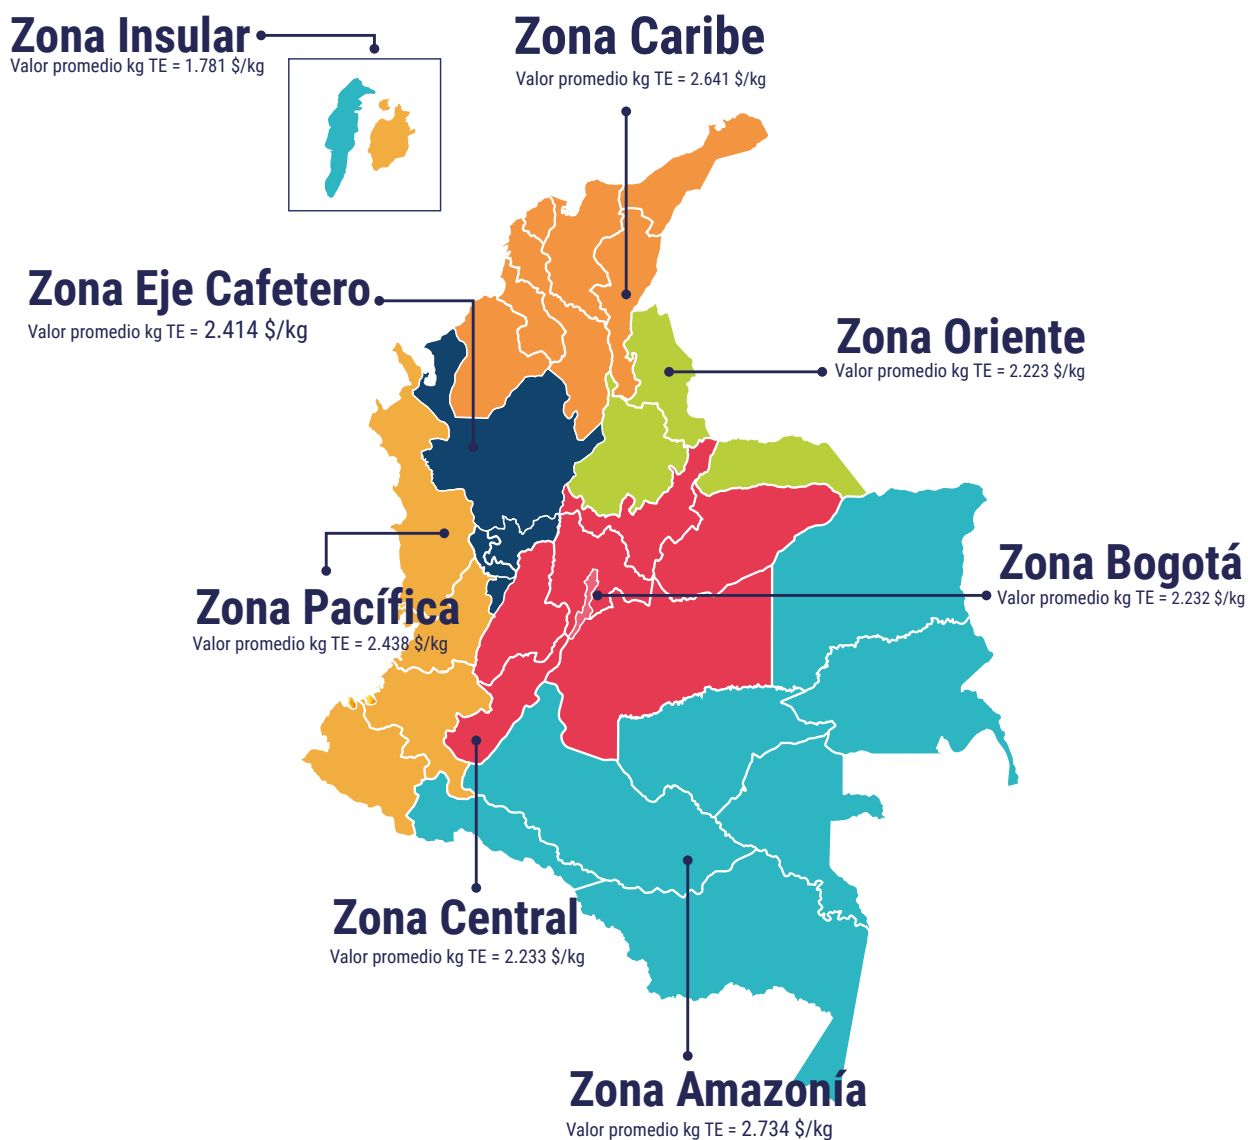 Zona Insular
Valor promedio kg TE = 1.781 $/kg
Zona Caribe
Valor promedio kg TE = 2.641 $/kg
Zona Eje Cafetero
Valor promedio kg TE = 2.414 $/kg
Zona Oriente
Valor promedio kg TE = 2.223 $/kg
Zona Bogotá
Valor promedio kg TE = 2.232 $/kg
Zona Pacífica
Valor promedio kg TE = 2.438 $/kg
Zona Central
Valor promedio kg TE = 2.233 $/kg
Zona Amazonía
Valor promedio kg TE = 2.734 $/kg